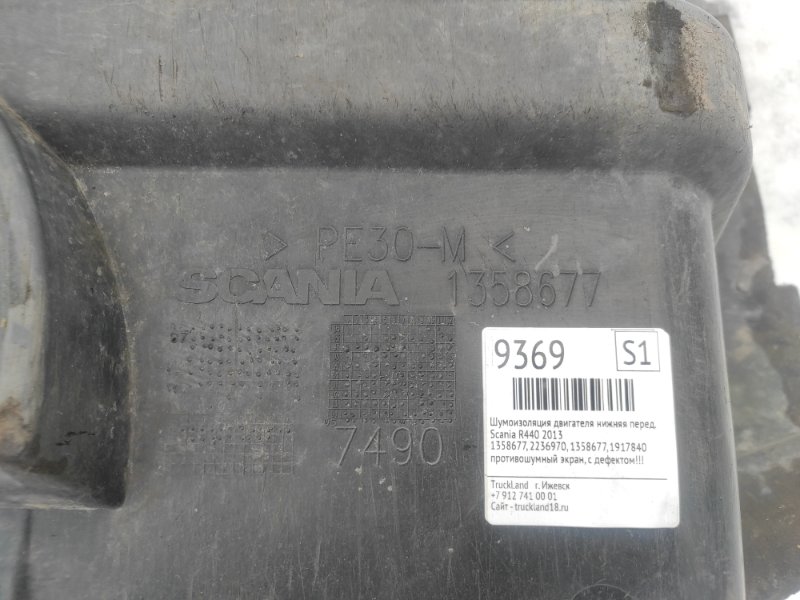 > PE30-M <
SCANIA 1358677
7490
9369 S1
Шумоизоляция двигателя нижняя перед.
Scania R440 2013
1358677, 2236970, 1358677, 1917840
противошумный экран, с дефектом!!!
TruckLand г. Ижевск
+7 912 741 00 01
Сайт - truckland18.ru